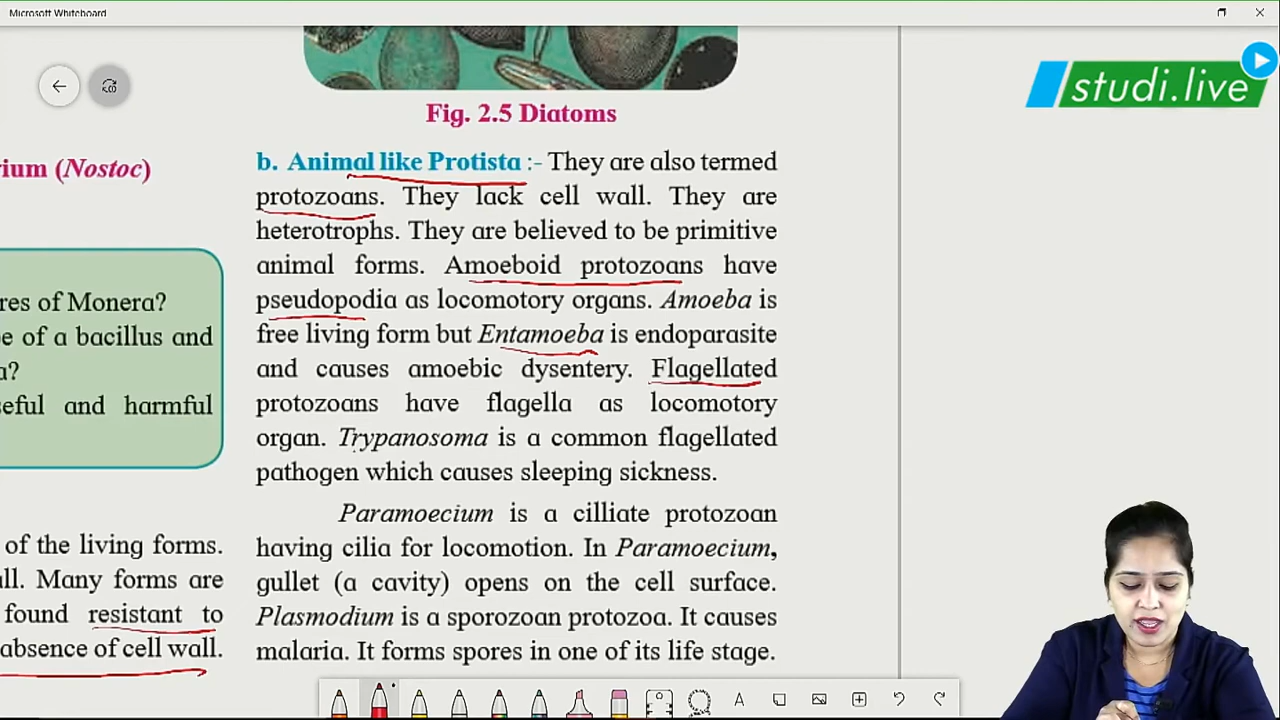 Microsoft Whiteboard
studi.live
Fig. 2.5 Diatoms
rium (Nostoc)
res of Monera?
e of a bacillus and
a?
seful and harmful
of the living forms.
all. Many forms are
found resistant to
absence of cell wall.
b. Animal like Protista :- They are also termed
protozoans. They lack cell wall. They are
heterotrophs. They are believed to be primitive
animal forms. Amoeboid protozoans have
pseudopodia as locomotory organs. Amoeba is
free living form but Entamoeba is endoparasite
and causes amoebic dysentery. Flagellated
protozoans have flagella as locomotory
organ. Trypanosoma is a common flagellated
pathogen which causes sleeping sickness.
Paramoecium is a cilliate protozoan
having cilia for locomotion. In Paramoecium,
gullet (a cavity) opens on the cell surface.
Plasmodium is a sporozoan protozoa. It causes
malaria. It forms spores in one of its life stage.